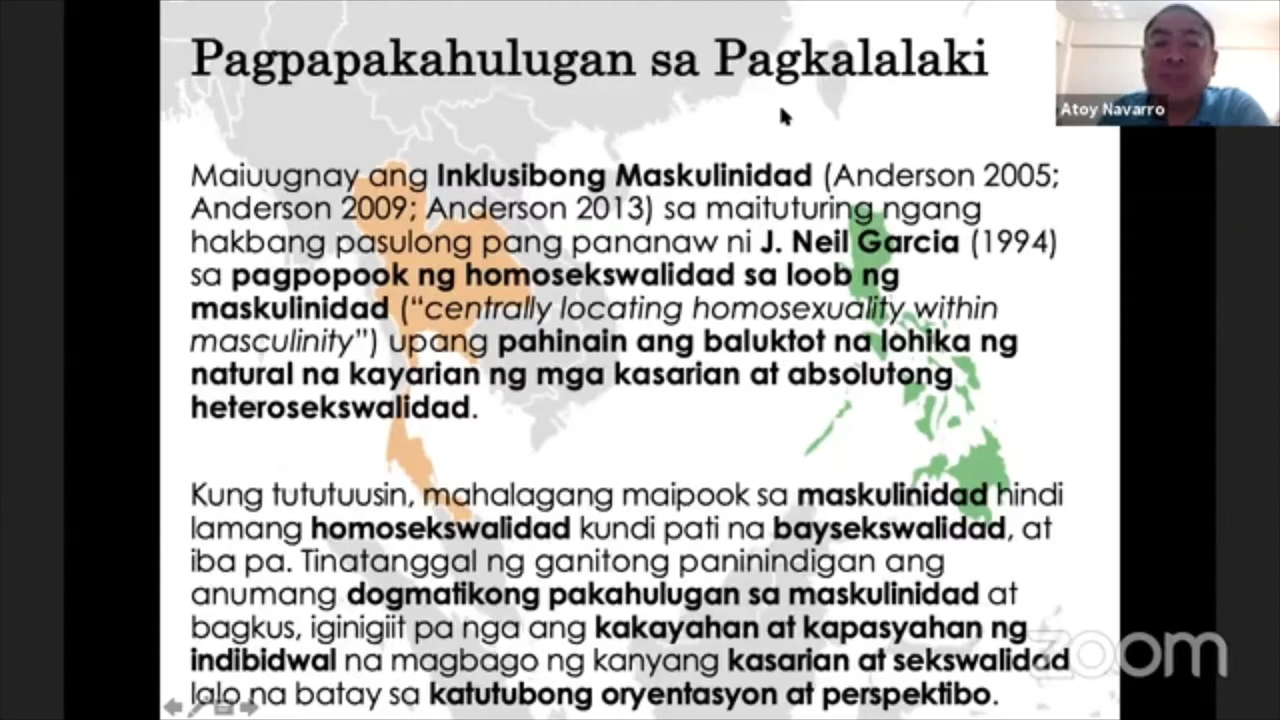 Pagpapakahulugan sa Pagkalalaki
Atoy Navarro
Maiuugnay ang Inklusibong Maskulinidad (Anderson 2005;
Anderson 2009; Anderson 2013) sa maituturing ngang
hakbang pasulong pang pananaw ni J. Neil Garcia (1994)
sa pagpopook ng homosekswalidad sa loob ng
maskulinidad (“centrally locating homosexuality within
masculinity”) upang pahinain ang baluktot na lohika ng
natural na kayarian ng mga kasarian at absolutong
heterosekswalidad.
Kung tututuusin, mahalagang maipook sa maskulinidad hindi
lamang homosekswalidad kundi pati na baysekswalidad, at
iba pa. Tinatanggal ng ganitong paninindigan ang
anumang dogmatikong pakahulugan sa maskulinidad at
bagkus, iginigiit pa nga ang kakayahan at kapasyahan ng
indibidwal na magbago ng kanyang kasarian at sekswalidad
lalo na batay sa katutubong oryentasyon at perspektibo.
zoom